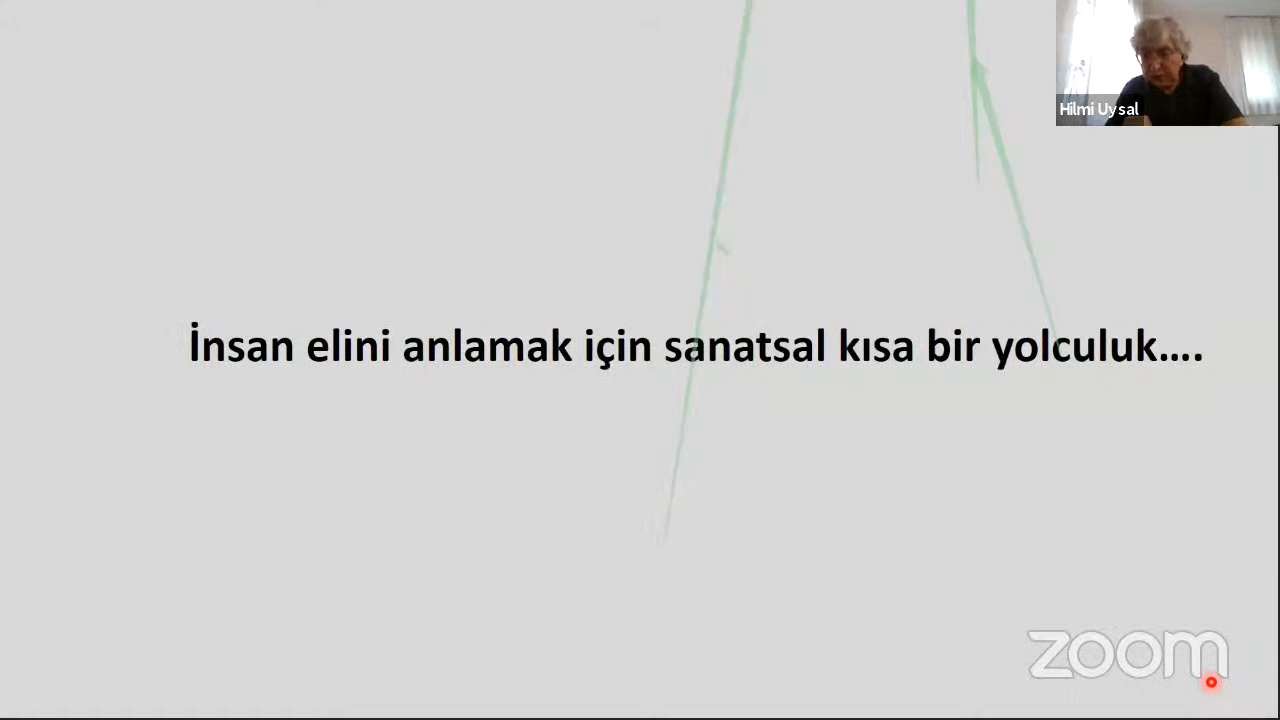 Hilmi Uysal
İnsan elini anlamak için sanatsal kısa bir yolculuk....
zoom